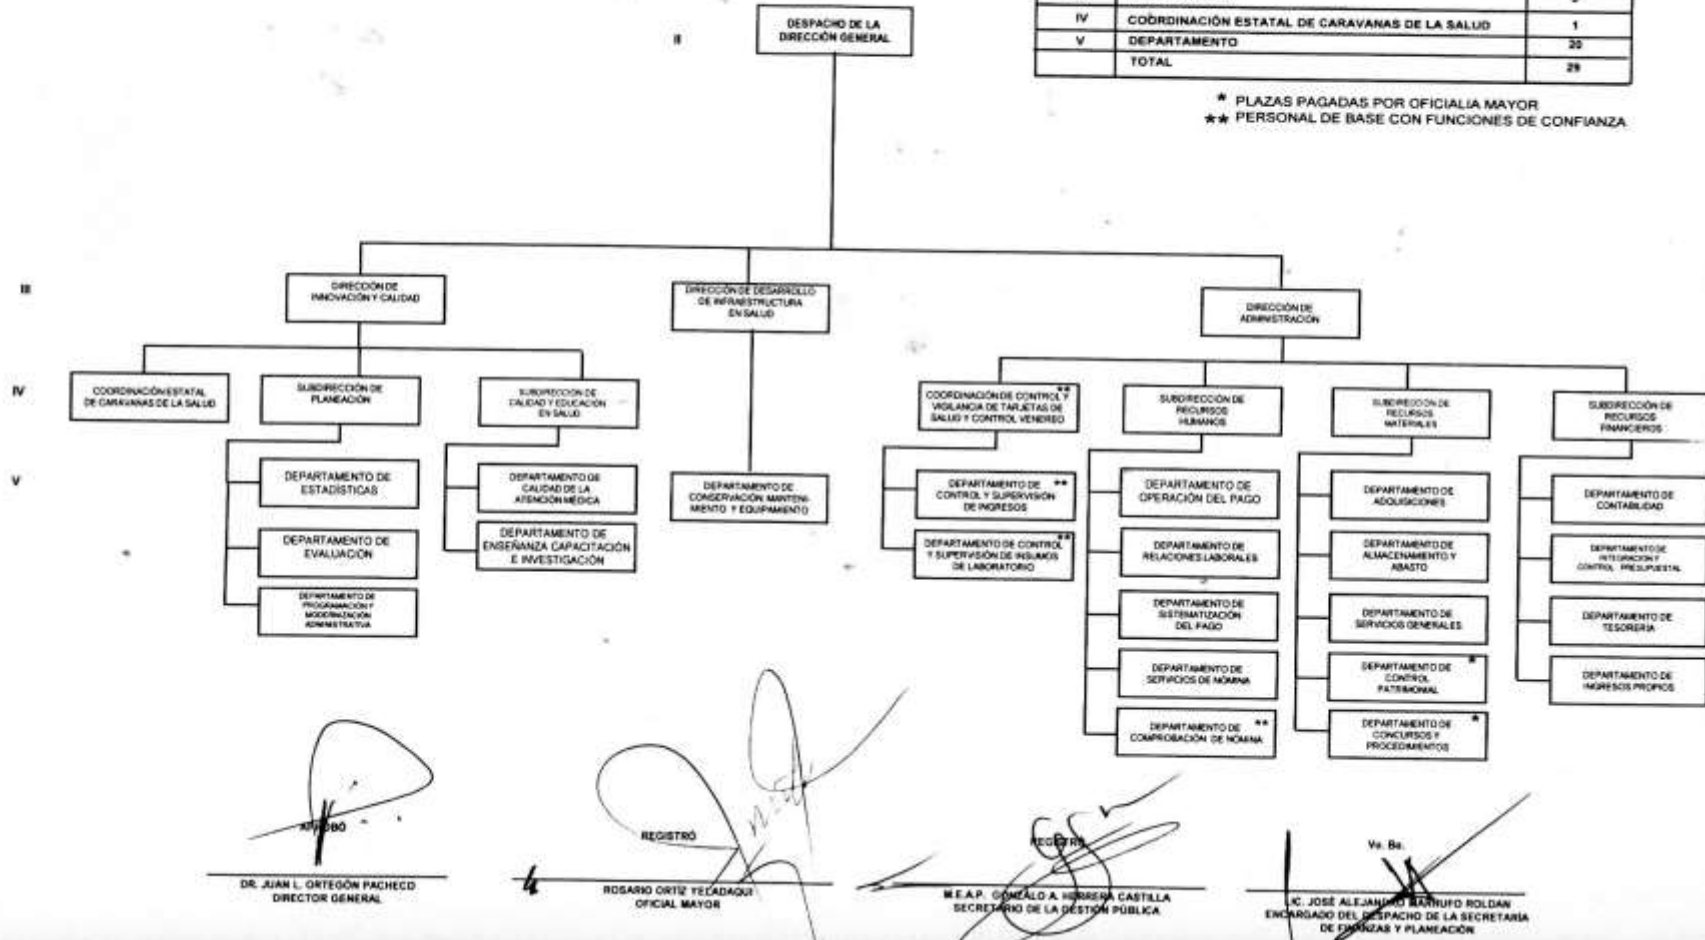 DESPACHO DE LA
DIRECCIÓN GENERAL
II
IV COORDINACIÓN ESTATAL DE CARAVANAS DE LA SALUD 1
V DEPARTAMENTO 20
TOTAL 29
* PLAZAS PAGADAS POR OFICIALIA MAYOR
** PERSONAL DE BASE CON FUNCIONES DE CONFIANZA
III
DIRECCIÓN DE
INNOVACIÓN Y CALIDAD
DIRECCIÓN DE DESARROLLO
DE INFRAESTRUCTURA
EN SALUD
DIRECCIÓN DE
ADMINISTRACIÓN
IV
COORDINACIÓN ESTATAL
DE CARAVANAS DE LA SALUD
SUBDIRECCIÓN DE
PLANEACIÓN
SUBDIRECCIÓN DE
CALIDAD Y EDUCACIÓN
EN SALUD
COORDINACIÓN DE CONTROL Y **
VIGILANCIA DE TARJETAS DE
SALUD Y CONTROL VENEREO
SUBDIRECCIÓN DE
RECURSOS
HUMANOS
SUBDIRECCIÓN DE
RECURSOS
MATERIALES
SUBDIRECCIÓN DE
RECURSOS
FINANCIEROS
V
DEPARTAMENTO DE
ESTADÍSTICAS
DEPARTAMENTO DE
EVALUACIÓN
DEPARTAMENTO DE
PROGRAMACIÓN Y
MODERNIZACIÓN
ADMINISTRATIVA
DEPARTAMENTO DE
CALIDAD DE LA
ATENCIÓN MÉDICA
DEPARTAMENTO DE
ENSEÑANZA CAPACITACIÓN
E INVESTIGACIÓN
DEPARTAMENTO DE
CONSERVACIÓN, MANTENI-
MIENTO Y EQUIPAMIENTO
DEPARTAMENTO DE **
CONTROL Y SUPERVISIÓN
DE INGRESOS
DEPARTAMENTO DE CONTROL **
Y SUPERVISIÓN DE INSUMOS
DE LABORATORIO
DEPARTAMENTO DE
OPERACIÓN DEL PAGO
DEPARTAMENTO DE
RELACIONES LABORALES
DEPARTAMENTO DE
SISTEMATIZACIÓN
DEL PAGO
DEPARTAMENTO DE
SERVICIOS DE NÓMINA
DEPARTAMENTO DE **
COMPROBACIÓN DE NÓMINA
DEPARTAMENTO DE
ADQUISICIONES
DEPARTAMENTO DE
ALMACENAMIENTO Y
ABASTO
DEPARTAMENTO DE
SERVICIOS GENERALES
DEPARTAMENTO DE *
CONTROL
PATRIMONIAL
DEPARTAMENTO DE *
CONCURSOS Y
PROCEDIMIENTOS
DEPARTAMENTO DE
CONTABILIDAD
DEPARTAMENTO DE
INTEGRACIÓN Y
CONTROL PRESUPUESTAL
DEPARTAMENTO DE
TESORERÍA
DEPARTAMENTO DE
INGRESOS PROPIOS
APROBÓ
DR. JUAN L. ORTEGÓN PACHECO
DIRECTOR GENERAL
REGISTRÓ
ROSARIO ORTIZ YELADAQUI
OFICIAL MAYOR
REGISTRÓ
M.E.A.P. GONZALO A. HERRERA CASTILLA
SECRETARIO DE LA GESTIÓN PÚBLICA
Vo. Bo.
LIC. JOSÉ ALEJANDRO MARRUFO ROLDAN
ENCARGADO DEL DESPACHO DE LA SECRETARÍA
DE FINANZAS Y PLANEACIÓN